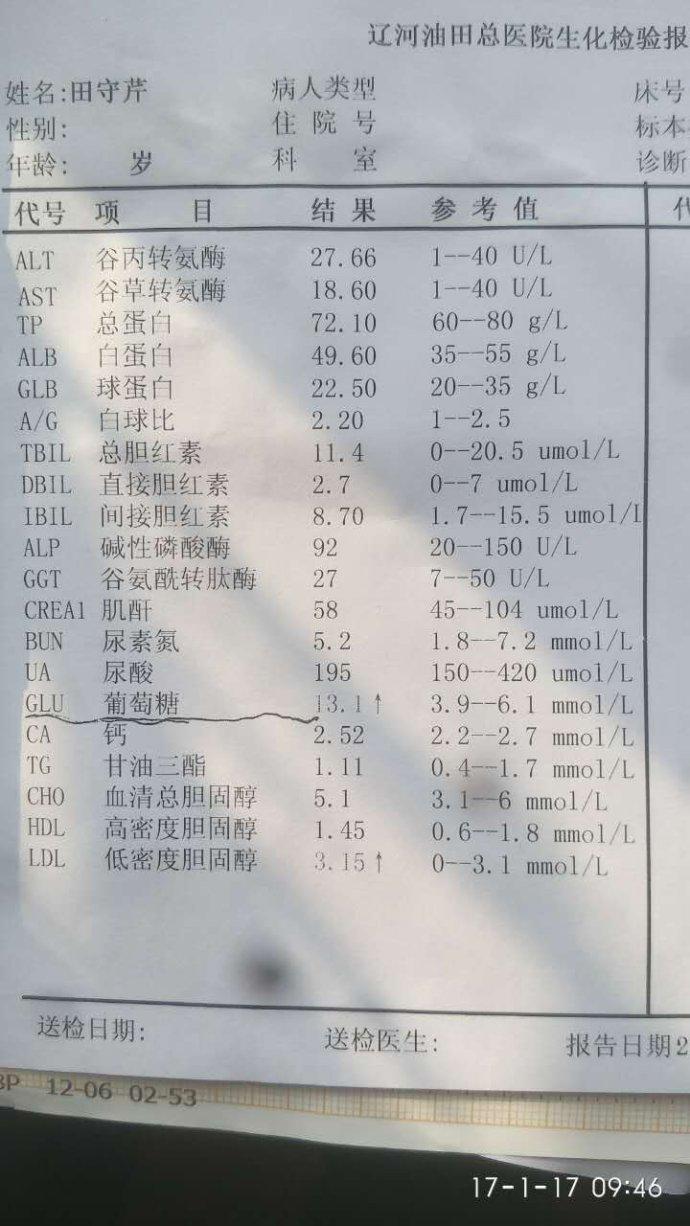 辽河油田总医院生化检验报
姓名:田守芹 病人类型 床号
性别: 住 院 号 标本
年龄: 岁 科 室 诊断
代号 项 目 结 果 参 考 值
ALT 谷丙转氨酶 27.66 1--40 U/L
AST 谷草转氨酶 18.60 1--40 U/L
TP 总蛋白 72.10 60--80 g/L
ALB 白蛋白 49.60 35--55 g/L
GLB 球蛋白 22.50 20--35 g/L
A/G 白球比 2.20 1--2.5
TBIL 总胆红素 11.4 0--20.5 umol/L
DBIL 直接胆红素 2.7 0--7 umol/L
IBIL 间接胆红素 8.70 1.7--15.5 umol/L
ALP 碱性磷酸酶 92 20--150 U/L
GGT 谷氨酰转肽酶 27 7--50 U/L
CREA1 肌酐 58 45--104 umol/L
BUN 尿素氮 5.2 1.8--7.2 mmol/L
UA 尿酸 195 150--420 umol/L
GLU 葡萄糖 13.1↑ 3.9--6.1 mmol/L
CA 钙 2.52 2.2--2.7 mmol/L
TG 甘油三酯 1.11 0.4--1.7 mmol/L
CHO 血清总胆固醇 5.1 3.1--6 mmol/L
HDL 高密度胆固醇 1.45 0.6--1.8 mmol/L
LDL 低密度胆固醇 3.15↑ 0--3.1 mmol/L
送检日期: 送检医生: 报告日期2
12-06 02-53
17-1-17 09:46